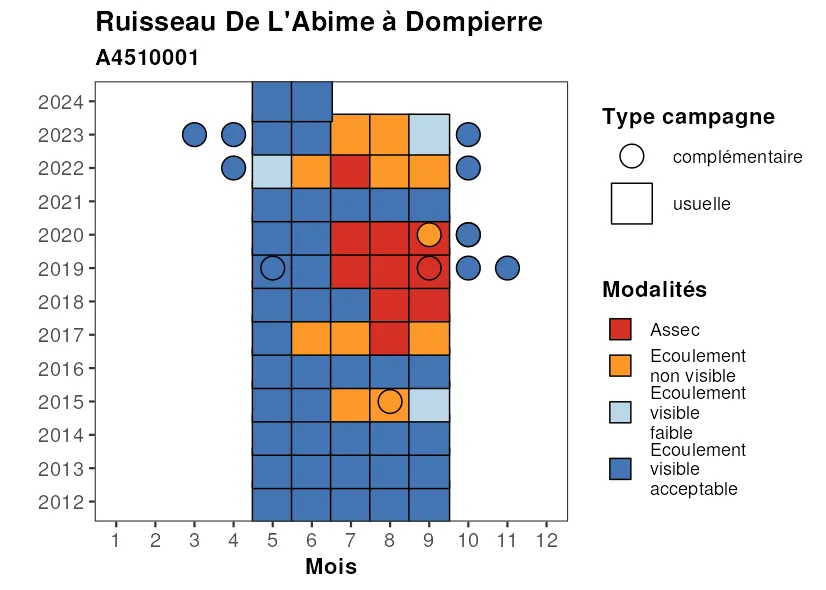 Ruisseau De L'Abime à Dompierre
A4510001
2024
2023
2022
2021
2020
2019
2018
2017
2016
2015
2014
2013
2012
1 2 3 4 5 6 7 8 9 10 11 12
Mois
Type campagne
complémentaire
usuelle
Modalités
Assec
Ecoulement
non visible
Ecoulement
visible
faible
Ecoulement
visible
acceptable